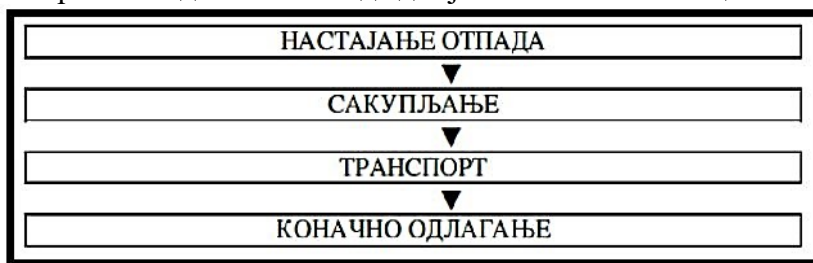 НАСТАЈАЊЕ ОТПАДА
САКУПЉАЊЕ
ТРАНСПОРТ
КОНАЧНО ОДЛАГАЊЕ